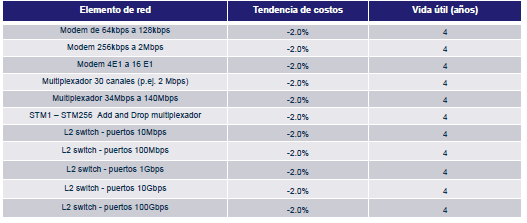 Elemento de red Tendencia de costos Vida útil (años)
Modem de 64kbps a 128kbps -2.0% 4
Modem 256kbps a 2Mbps -2.0% 4
Modem 4E1 a 16 E1 -2.0% 4
Multiplexador 30 canales (p.ej. 2 Mbps) -2.0% 4
Multiplexador 34Mbps a 140Mbps -2.0% 4
STM1 – STM256 Add and Drop multiplexador -2.0% 4
L2 switch - puertos 10Mbps -2.0% 4
L2 switch - puertos 100Mbps -2.0% 4
L2 switch - puertos 1Gbps -2.0% 4
L2 switch - puertos 10Gbps -2.0% 4
L2 switch - puertos 100Gbps -2.0% 4